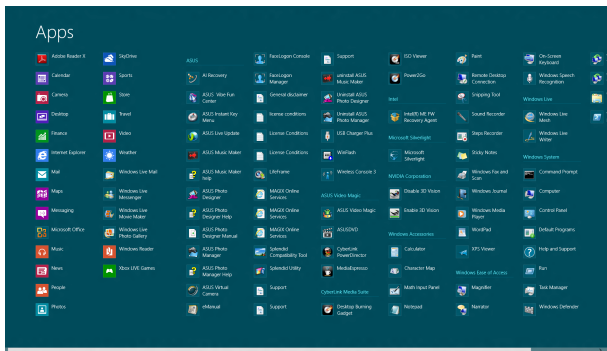 Apps
Adobe Reader X
Calendar
Camera
Desktop
Finance
Internet Explorer
Mail
Maps
Messaging
Microsoft Office
Music
News
People
Photos
SkyDrive
Sports
Store
Travel
Video
Weather
Windows Live Mail
Windows Live
Messenger
Windows Live
Movie Maker
Windows Live
Photo Gallery
Windows Reader
Xbox LIVE Games
ASUS
AI Recovery
ASUS Vibe Fun
Center
ASUS Instant Key
Menu
ASUS Live Update
ASUS Music Maker
ASUS Music Maker
help
ASUS Photo
Designer
ASUS Photo
Designer Help
ASUS Photo
Designer Manual
ASUS Photo
Manager
ASUS Photo
Manager Help
ASUS Virtual
Camera
eManual
FaceLogon Console
FaceLogon
Manager
General disclaimer
license conditions
License Conditions
License Conditions
LifeFrame
MAGIX Online
Services
MAGIX Online
Services
MAGIX Online
Services
Splendid
Compatibility Tool
Splendid Utility
Support
Support
Support
uninstall ASUS
Music Maker
Uninstall ASUS
Photo Designer
Uninstall ASUS
Photo Manager
USB Charger Plus
WinFlash
Wireless Console 3
ASUS Video Magic
ASUS Video Magic
ASUSDVD
CyberLink
PowerDirector
MediaEspresso
CyberLink Media Suite
Desktop Burning
Gadget
ISO Viewer
Power2Go
Intel
Intel(R) ME FW
Recovery Agent
Microsoft Silverlight
Microsoft
Silverlight
NVIDIA Corporation
Disable 3D Vision
Enable 3D Vision
Windows Accessories
Calculator
Character Map
Math Input Panel
Notepad
Paint
Remote Desktop
Connection
Snipping Tool
Sound Recorder
Steps Recorder
Sticky Notes
Windows Fax and
Scan
Windows Journal
Windows Media
Player
WordPad
XPS Viewer
Windows Ease of Access
Magnifier
Narrator
On-Screen
Keyboard
Windows Speech
Recognition
Windows Live
Windows Live
Mesh
Windows Live
Writer
Windows System
Command Prompt
Computer
Control Panel
Default Programs
Help and Support
Run
Task Manager
Windows Defender